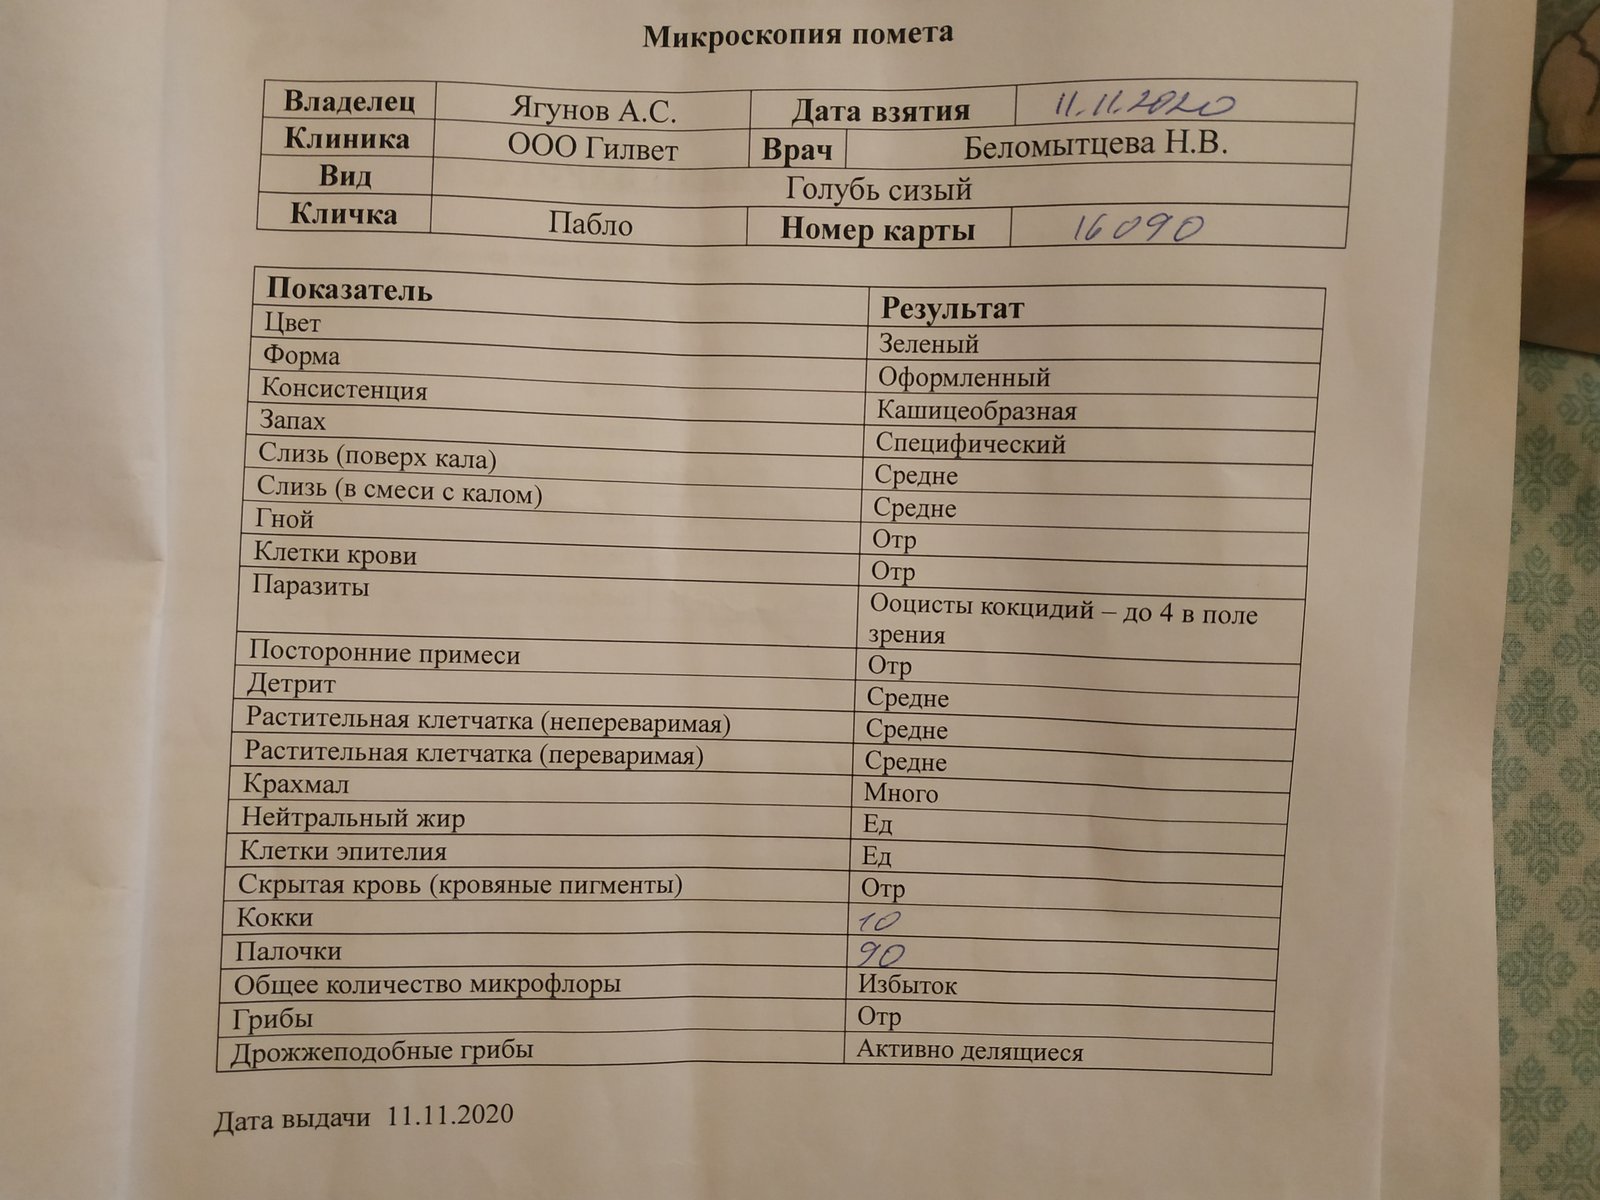 Микроскопия помета
Владелец Ягунов А.С. Дата взятия 11.11.2020
Клиника ООО Гилвет Врач Беломытцева Н.В.
Вид Голубь сизый
Кличка Пабло Номер карты 16090
Показатель Результат
Цвет Зеленый
Форма Оформленный
Консистенция Кашицеобразная
Запах Специфический
Слизь (поверх кала) Средне
Слизь (в смеси с калом) Средне
Гной Отр
Клетки крови Отр
Паразиты Ооцисты кокцидий – до 4 в поле
зрения
Посторонние примеси Отр
Детрит Средне
Растительная клетчатка (непереваримая) Средне
Растительная клетчатка (переваримая) Средне
Крахмал Много
Нейтральный жир Ед
Клетки эпителия Ед
Скрытая кровь (кровяные пигменты) Отр
Кокки 10
Палочки 90
Общее количество микрофлоры Избыток
Грибы Отр
Дрожжеподобные грибы Активно делящиеся
Дата выдачи 11.11.2020